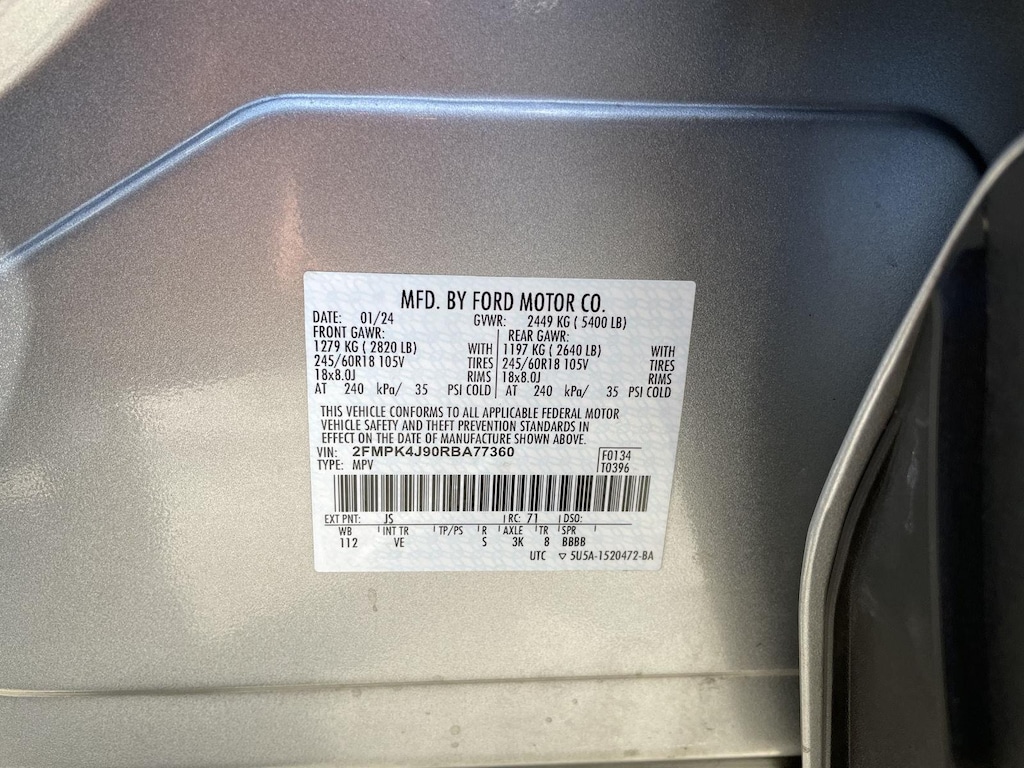 MFD. BY FORD MOTOR CO.
DATE: 01/24 GVWR: 2449 KG ( 5400 LB)
FRONT GAWR: REAR GAWR:
1279 KG ( 2820 LB) WITH 1197 KG ( 2640 LB) WITH
245/60R18 105V TIRES 245/60R18 105V TIRES
18x8.0J RIMS 18x8.0J RIMS
AT 240 kPa/ 35 PSI COLD AT 240 kPa/ 35 PSI COLD
THIS VEHICLE CONFORMS TO ALL APPLICABLE FEDERAL MOTOR
VEHICLE SAFETY AND THEFT PREVENTION STANDARDS IN
EFFECT ON THE DATE OF MANUFACTURE SHOWN ABOVE.
VIN: 2FMPK4J90RBA77360 F0134
TYPE: MPV T0396
EXT PNT: JS RC: 71 DSO:
WB INT TR TP/PS R AXLE TR SPR
112 VE S 3K 8 BBBB
UTC ▽ 5U5A-1520472-BA